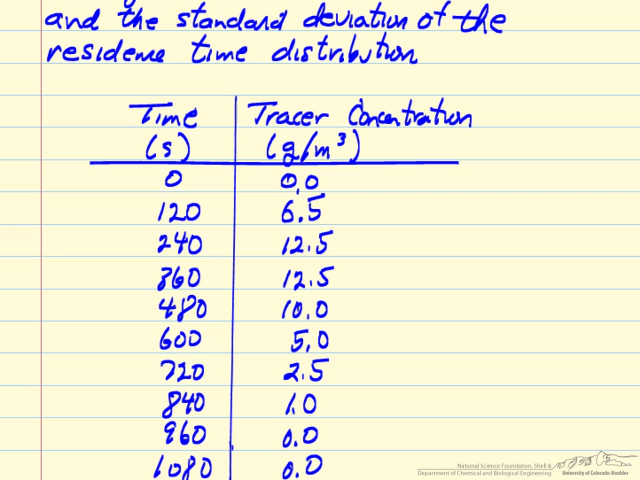 and the standard deviation of the
residence time distribution
Time Tracer Concentration
(s) (g/m³)
0 0.0
120 6.5
240 12.5
360 12.5
480 10.0
600 5.0
720 2.5
840 1.0
960 0.0
1080 0.0
National Science Foundation, Shell &
Department of Chemical and Biological Engineering
University of Colorado-Boulder